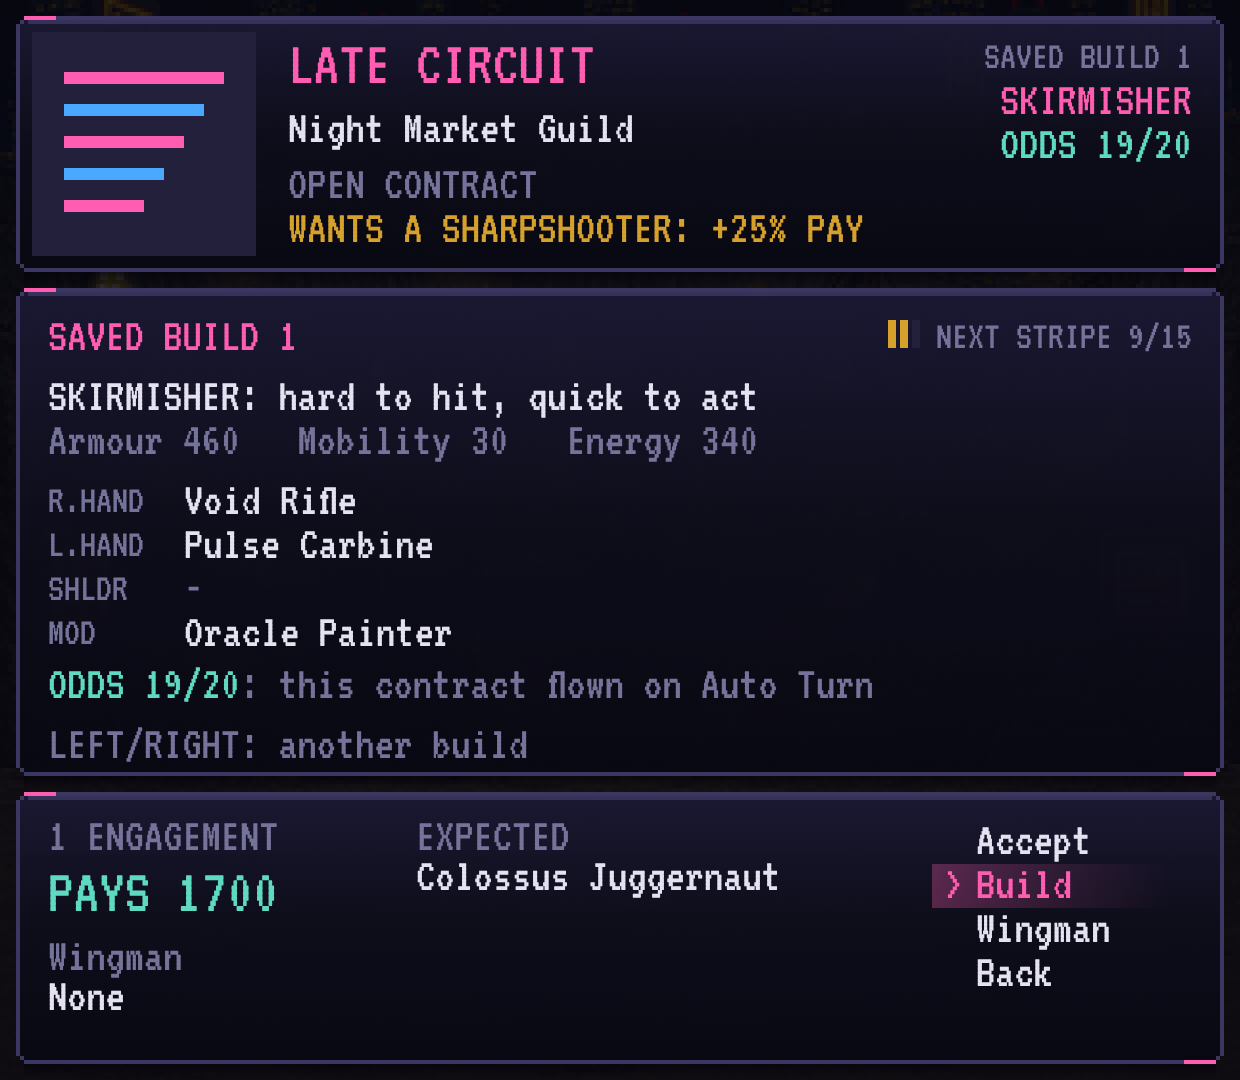 LATE CIRCUIT
Night Market Guild
OPEN CONTRACT
WANTS A SHARPSHOOTER: +25% PAY
SAVED BUILD 1
SKIRMISHER
ODDS 19/20
SAVED BUILD 1
NEXT STRIPE 9/15
SKIRMISHER: hard to hit, quick to act
Armour 460 Mobility 30 Energy 340
R.HAND Void Rifle
L.HAND Pulse Carbine
SHLDR -
MOD Oracle Painter
ODDS 19/20: this contract flown on Auto Turn
LEFT/RIGHT: another build
1 ENGAGEMENT
PAYS 1700
Wingman
None
EXPECTED
Colossus Juggernaut
Accept
> Build
Wingman
Back